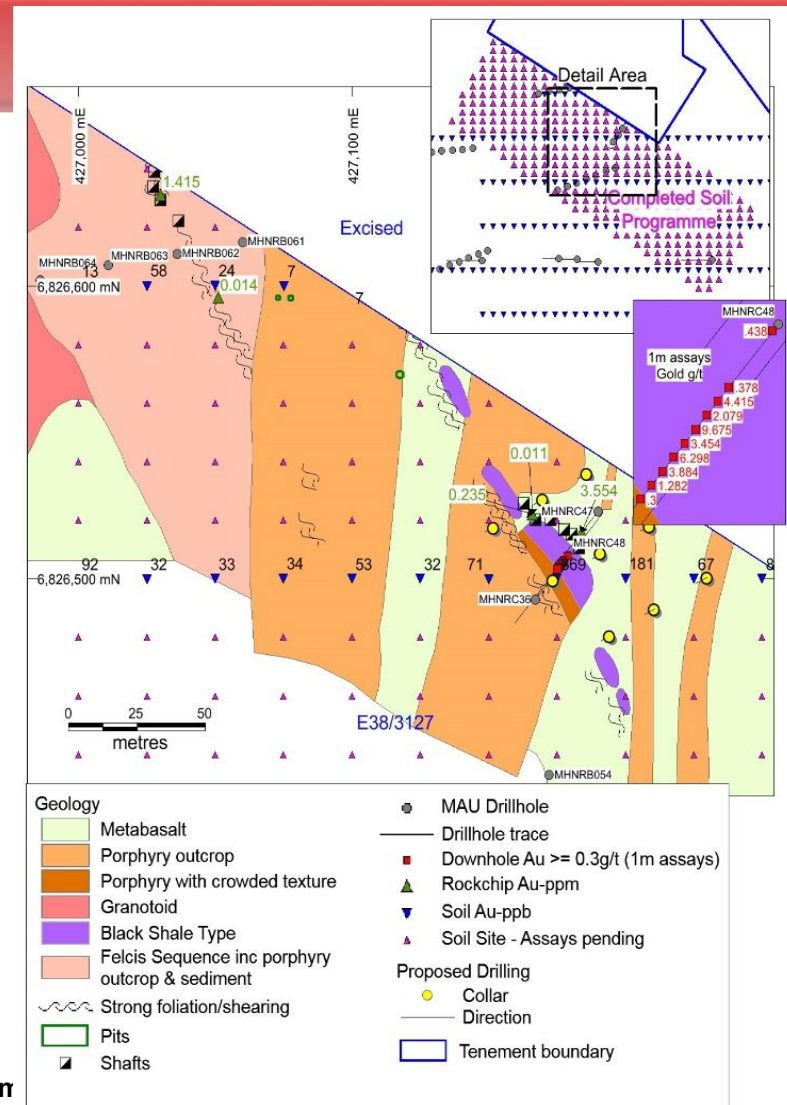 Detail Area
Completed Soil
Programme
427,000 mE
427,100 mE
Excised
1.415
MHNRB061
MHNRB062
MHNRB063
MHNRB064
13
58
24
7
6,826,600 mN
0.014
7
MHNRC48
.438
1m assays
Gold g/t
.378
4.415
2.079
9.675
3.454
6.298
3.884
1.282
.3
0.011
0.235
3.554
MHNRC47
MHNRC48
92
32
33
34
53
32
71
181
67
8
6,826,500 mN
MHNRC36
0
25
50
metres
E38/3127
MHNRB054
Geology
Metabasalt
Porphyry outcrop
Porphyry with crowded texture
Granotoid
Black Shale Type
Felcis Sequence inc porphyry
outcrop & sediment
Strong foliation/shearing
Pits
Shafts
MAU Drillhole
Drillhole trace
Downhole Au >= 0.3g/t (1m assays)
Rockchip Au-ppm
Soil Au-ppb
Soil Site - Assays pending
Proposed Drilling
Collar
Direction
Tenement boundary